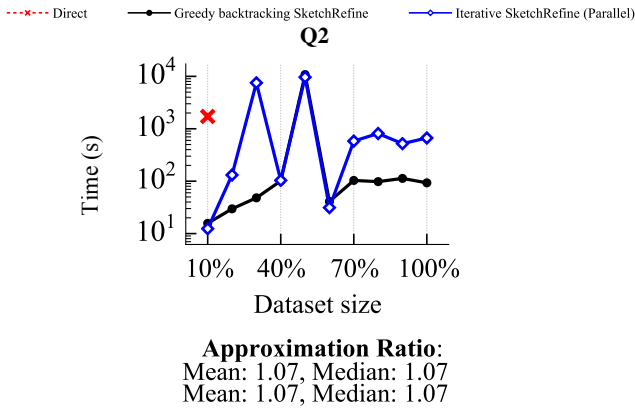 Direct Greedy backtracking SketchRefine Iterative SketchRefine (Parallel)
Q2
10^4
10^3
10^2
10^1
Time (s)
10% 40% 70% 100%
Dataset size
Approximation Ratio:
Mean: 1.07, Median: 1.07
Mean: 1.07, Median: 1.07